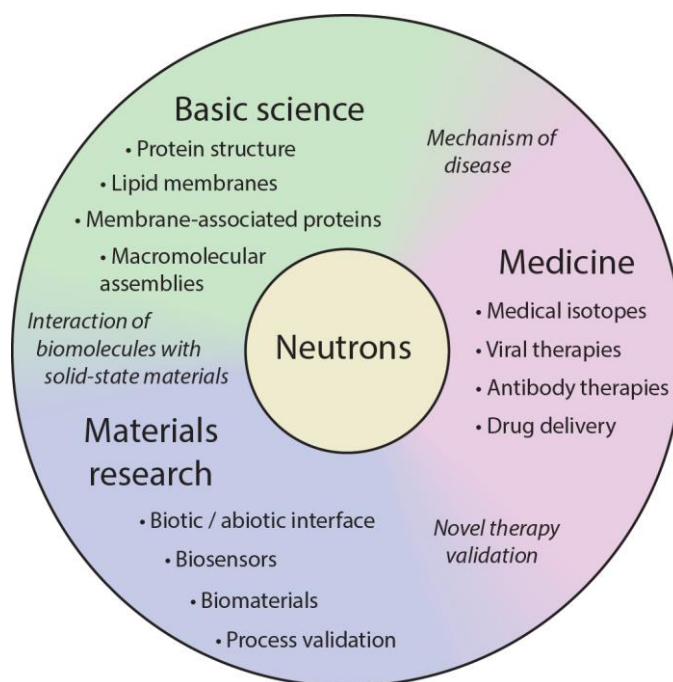 Basic science
• Protein structure
• Lipid membranes
• Membrane-associated proteins
• Macromolecular
assemblies
Mechanism of
disease
Medicine
• Medical isotopes
• Viral therapies
• Antibody therapies
• Drug delivery
Neutrons
Interaction of
biomolecules with
solid-state materials
Materials
research
• Biotic / abiotic interface
• Biosensors
• Biomaterials
• Process validation
Novel therapy
validation